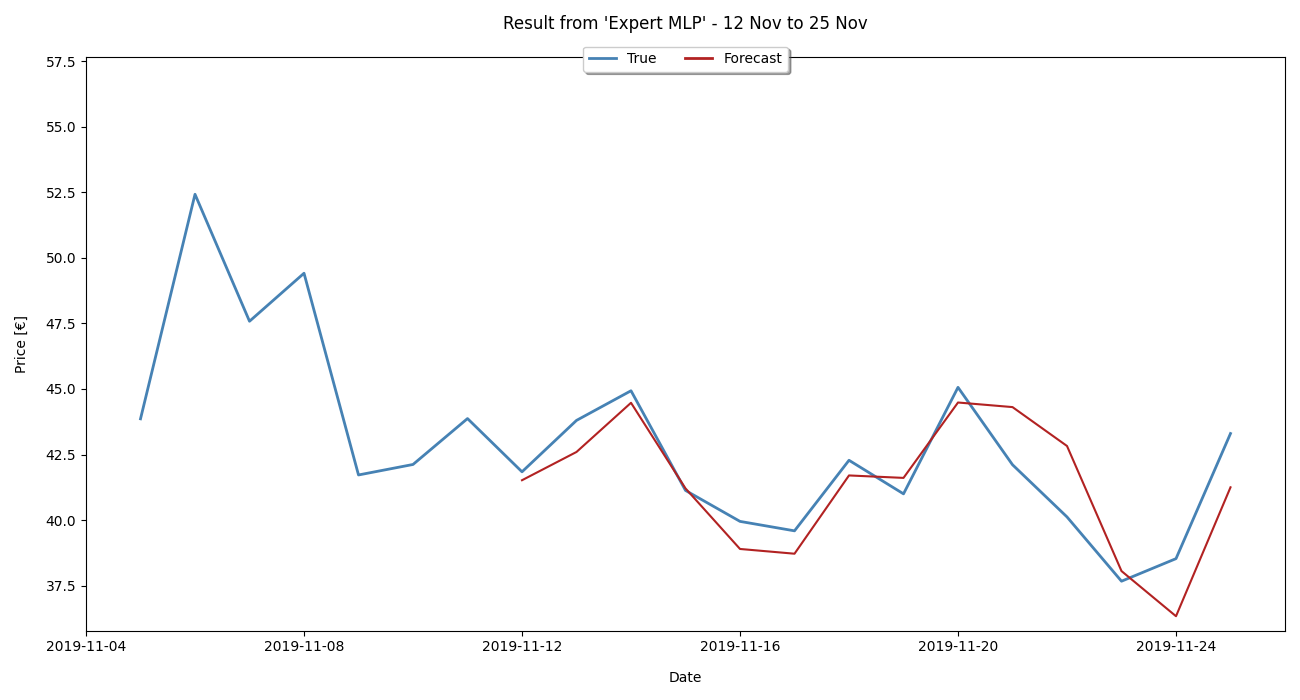 Result from 'Expert MLP' - 12 Nov to 25 Nov
True Forecast
57.5
55.0
52.5
50.0
47.5
45.0
42.5
40.0
37.5
Price [€]
2019-11-04 2019-11-08 2019-11-12 2019-11-16 2019-11-20 2019-11-24
Date